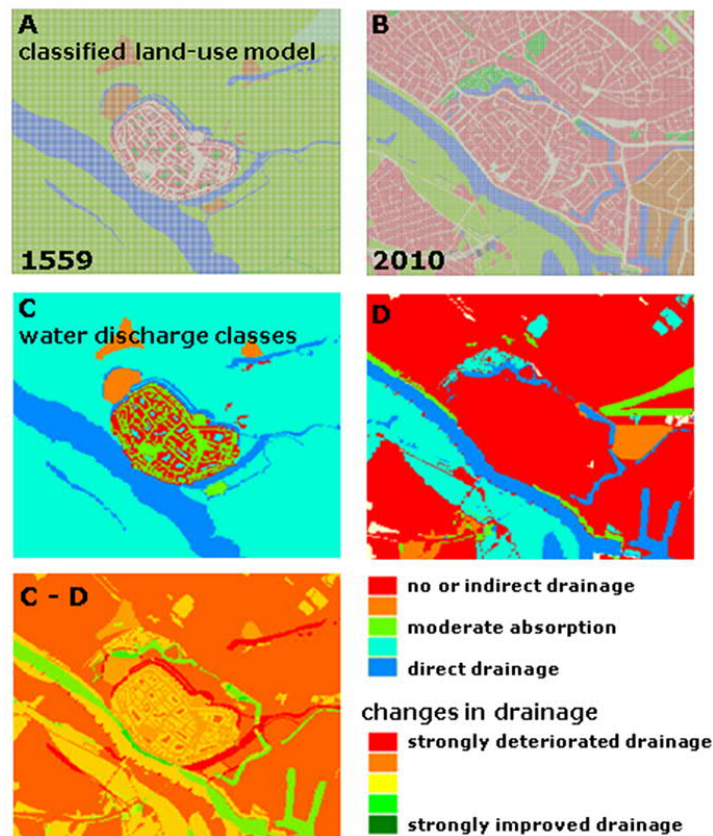 A
classified land-use model
1559
B
2010
C
water discharge classes
D
C - D
no or indirect drainage
moderate absorption
direct drainage
changes in drainage
strongly deteriorated drainage
strongly improved drainage